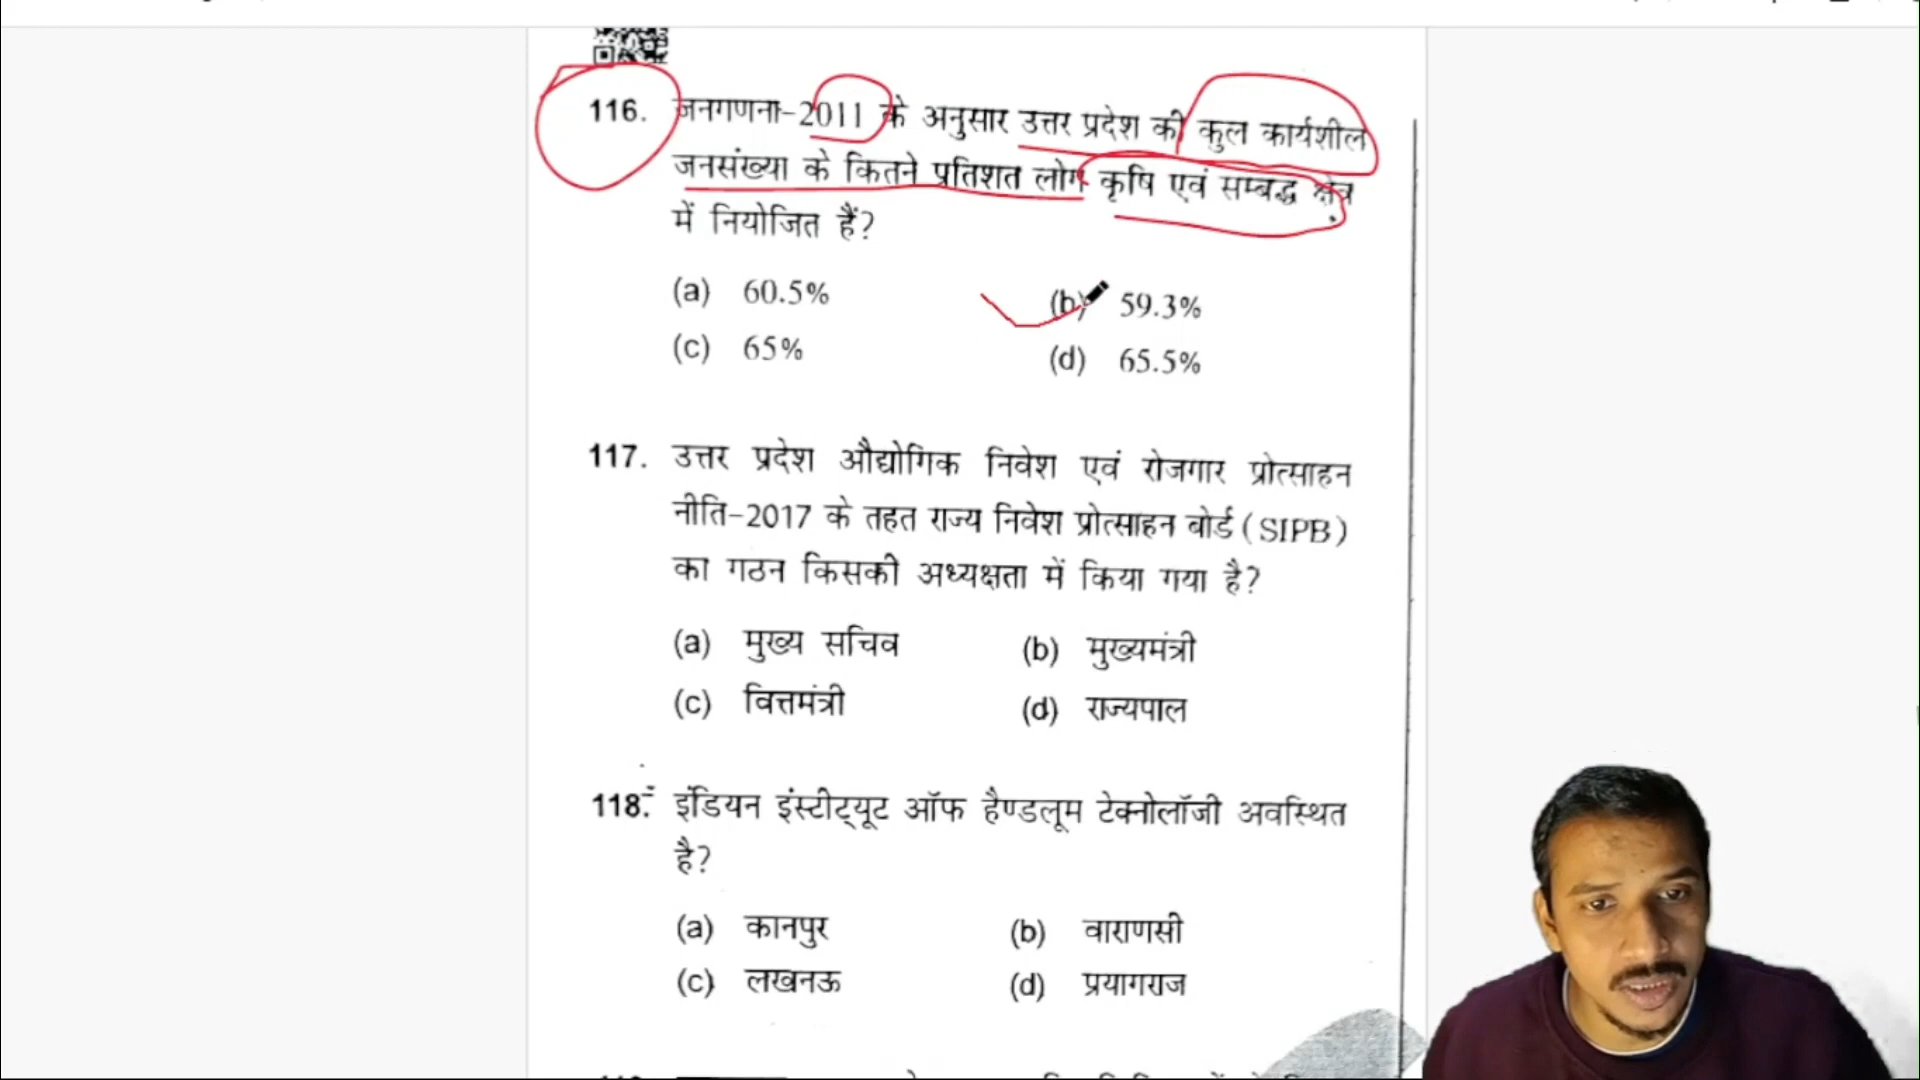 116. जनगणना-2011 के अनुसार उत्तर प्रदेश की कुल कार्यशील
जनसंख्या के कितने प्रतिशत लोग कृषि एवं सम्बद्ध क्षेत्र
में नियोजित हैं?
(a) 60.5% (b) 59.3%
(c) 65% (d) 65.5%
117. उत्तर प्रदेश औद्योगिक निवेश एवं रोजगार प्रोत्साहन
नीति-2017 के तहत राज्य निवेश प्रोत्साहन बोर्ड (SIPB)
का गठन किसकी अध्यक्षता में किया गया है?
(a) मुख्य सचिव (b) मुख्यमंत्री
(c) वित्तमंत्री (d) राज्यपाल
118. इंडियन इंस्टीट्यूट ऑफ हैण्डलूम टेक्नोलॉजी अवस्थित
है?
(a) कानपुर (b) वाराणसी
(c) लखनऊ (d) प्रयागराज